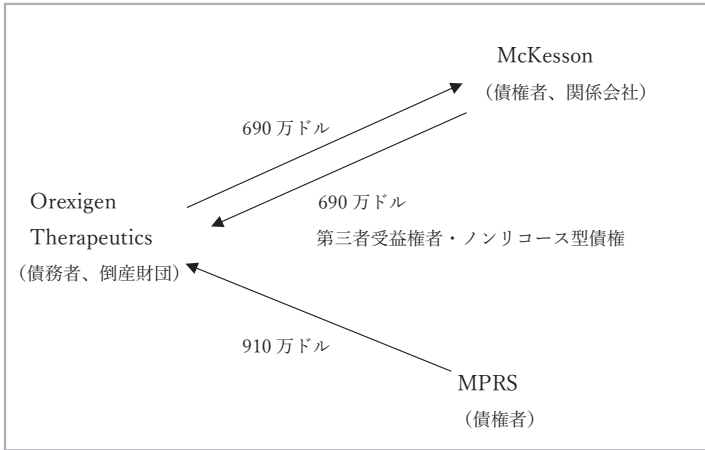 McKesson
（債権者、関係会社）
690 万ドル
Orexigen
Therapeutics
（債務者、倒産財団）
690 万ドル
第三者受益権者・ノンリコース型債権
910 万ドル
MPRS
（債権者）